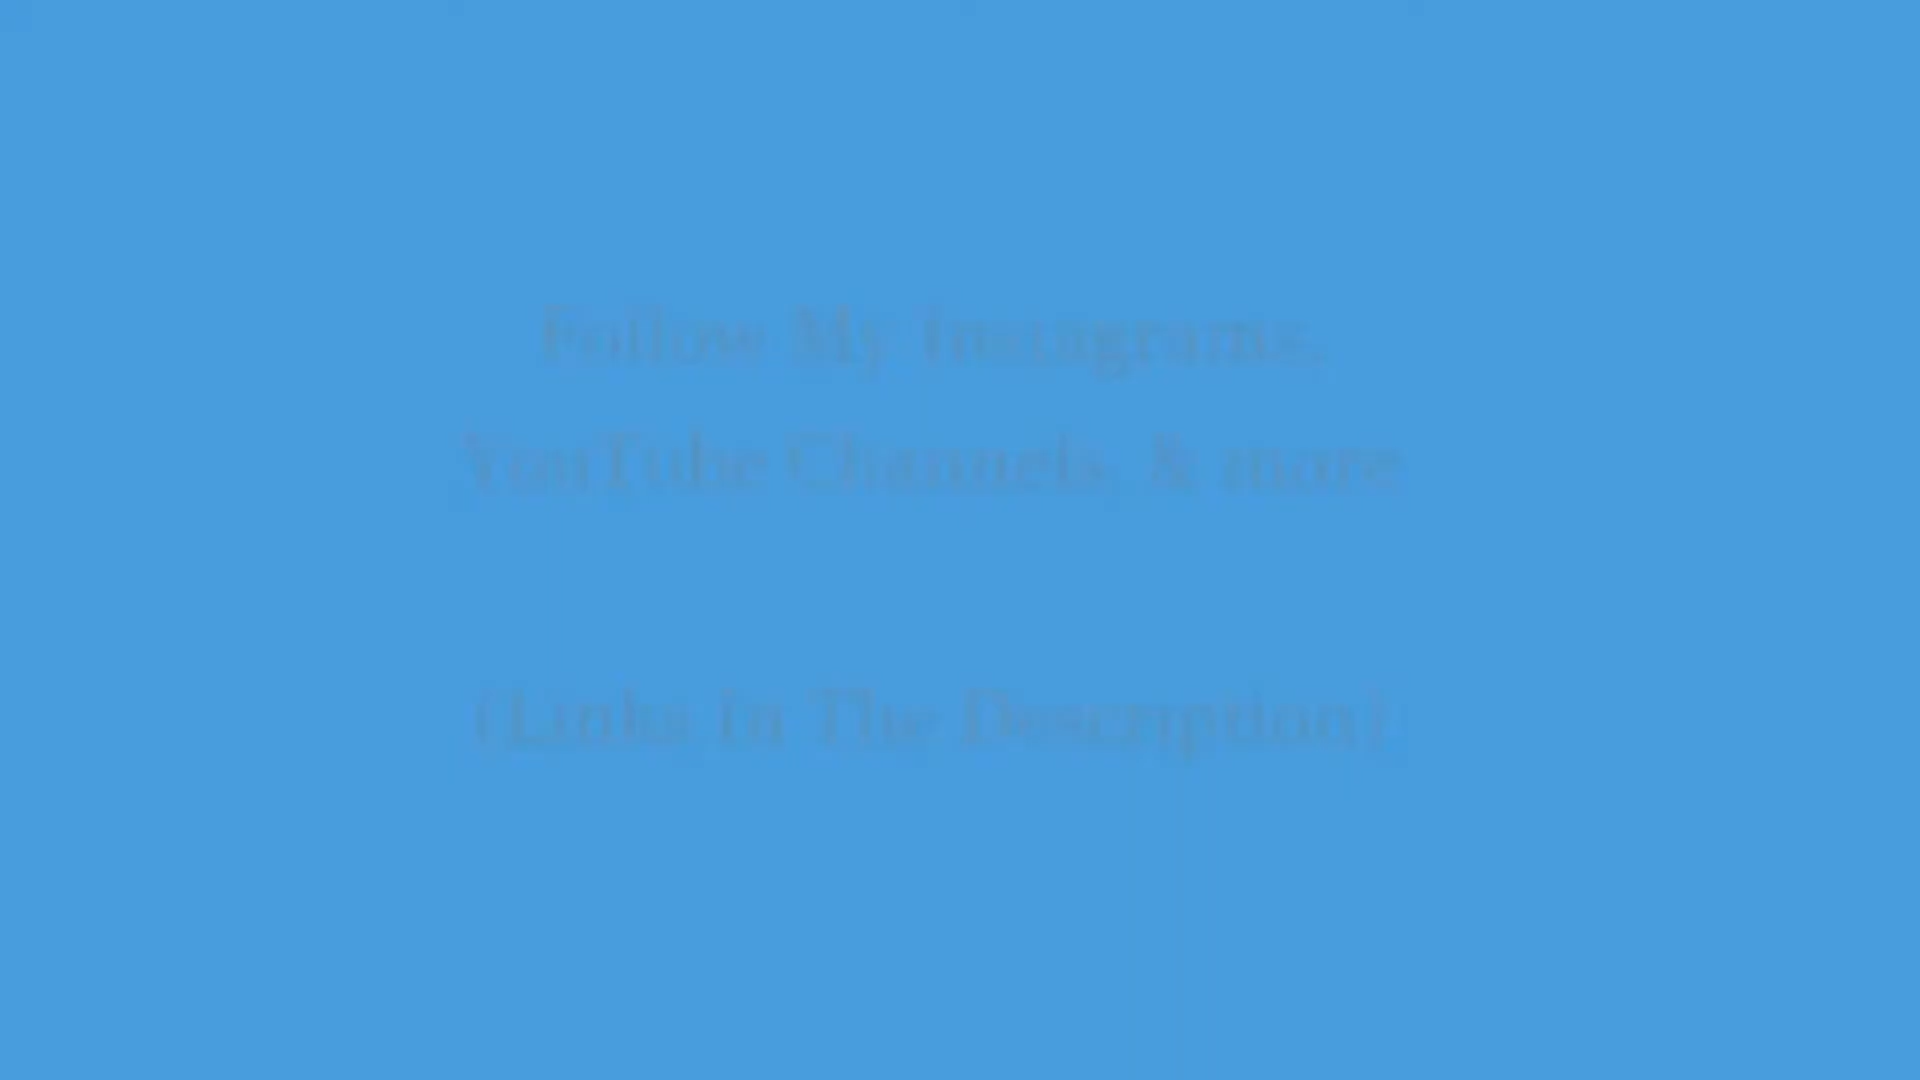 Follow My Instagrams,
YouTube Channels, & more
(Links In The Description)